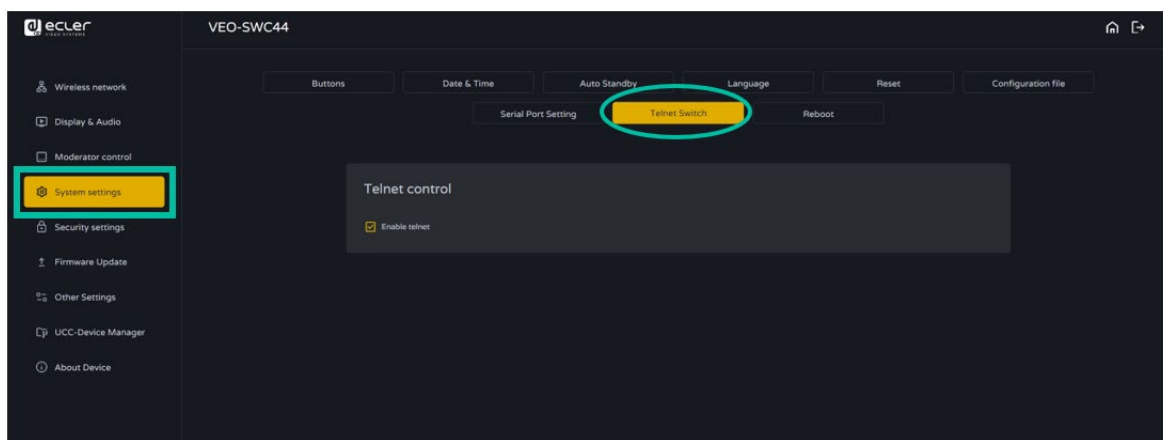 ecler
VIDEO SYSTEMS
VEO-SWC44
Wireless network
Display & Audio
Moderator control
System settings
Security settings
Firmware Update
Other Settings
UCC-Device Manager
About Device
Buttons Date & Time Auto Standby Language Reset Configuration file
Serial Port Setting Telnet Switch Reboot
Telnet control
Enable telnet